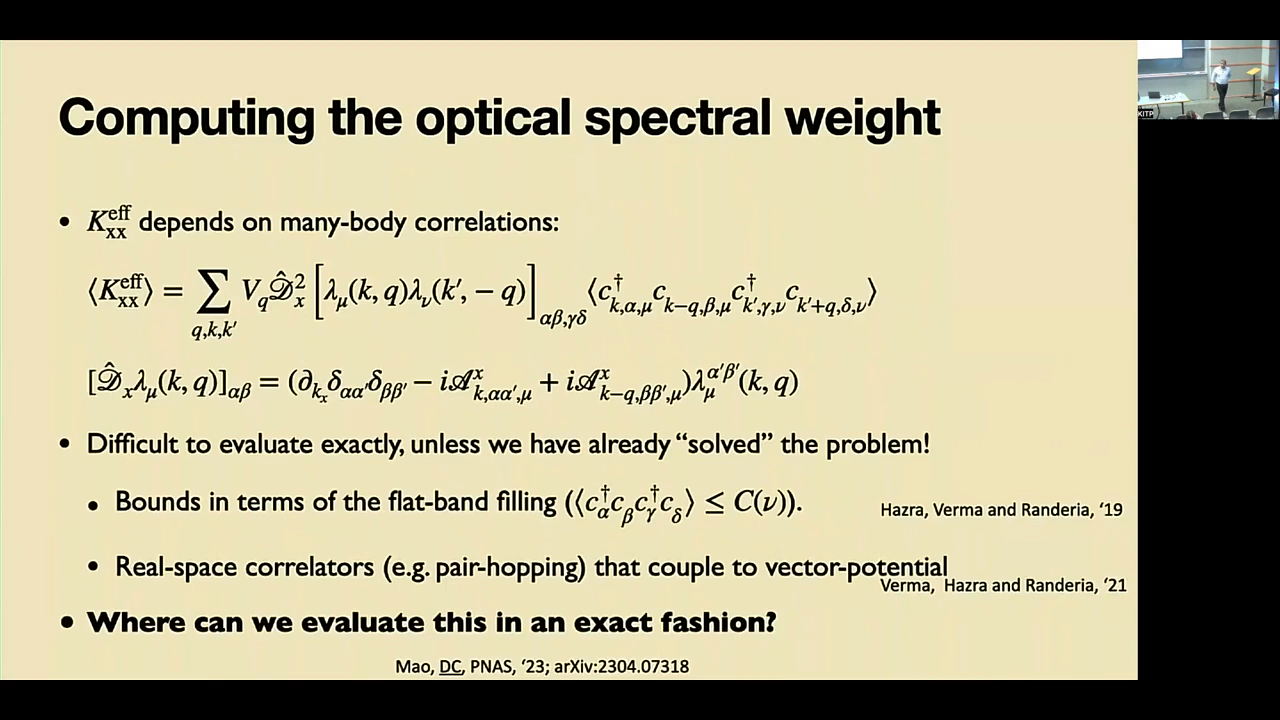 Computing the optical spectral weight
KITP
• $K_{\mathrm{xx}}^{\mathrm{eff}}$ depends on many-body correlations:
$\langle K_{\mathrm{xx}}^{\mathrm{eff}} \rangle = \sum_{q,k,k'} V_q \hat{\mathscr{D}}_x^2 \left[ \lambda_\mu(k,q) \lambda_\nu(k',-q) \right]_{\alpha\beta,\gamma\delta} \langle c^\dagger_{k,\alpha,\mu} c_{k-q,\beta,\mu} c^\dagger_{k',\gamma,\nu} c_{k'+q,\delta,\nu} \rangle$
$[\hat{\mathscr{D}}_x \lambda_\mu(k,q)]_{\alpha\beta} = (\partial_{k_x} \delta_{\alpha\alpha'} \delta_{\beta\beta'} - i\mathscr{A}^x_{k,\alpha\alpha',\mu} + i\mathscr{A}^x_{k-q,\beta\beta',\mu}) \lambda_\mu^{\alpha'\beta'}(k,q)$
• Difficult to evaluate exactly, unless we have already “solved” the problem!
• Bounds in terms of the flat-band filling ($\langle c^\dagger_\alpha c_\beta c^\dagger_\gamma c_\delta \rangle \leq C(\nu)$).
Hazra, Verma and Randeria, ‘19
• Real-space correlators (e.g. pair-hopping) that couple to vector-potential
Verma, Hazra and Randeria, ‘21
• Where can we evaluate this in an exact fashion?
Mao, DC, PNAS, ‘23; arXiv:2304.07318